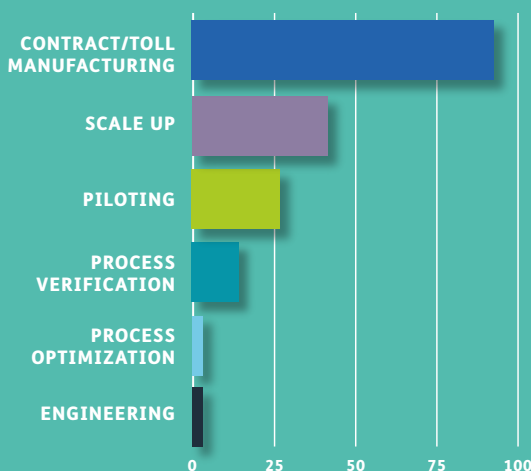 CONTRACT/TOLL
MANUFACTURING
SCALE UP
PILOTING
PROCESS
VERIFICATION
PROCESS
OPTIMIZATION
ENGINEERING
0 25 50 75 100